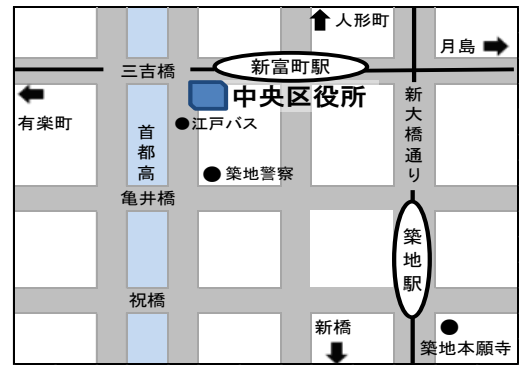 人形町
月島
三吉橋
新富町駅
中央区役所
有楽町
首都高
江戸バス
新大橋通り
築地警察
亀井橋
築地駅
祝橋
新橋
築地本願寺